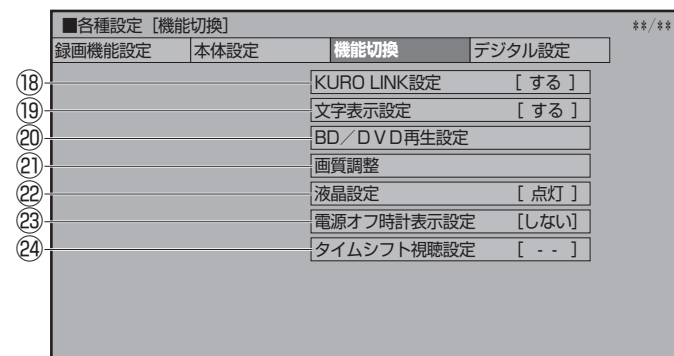 ■各種設定［機能切換］ **/**
録画機能設定 本体設定 機能切換 デジタル設定
⑱ KURO LINK設定 [ する ]
⑲ 文字表示設定 [ する ]
⑳ BD／ＤＶＤ再生設定
㉑ 画質調整
㉒ 液晶設定 [ 点灯 ]
㉓ 電源オフ時計表示設定 [しない]
㉔ タイムシフト視聴設定 [ - - ]